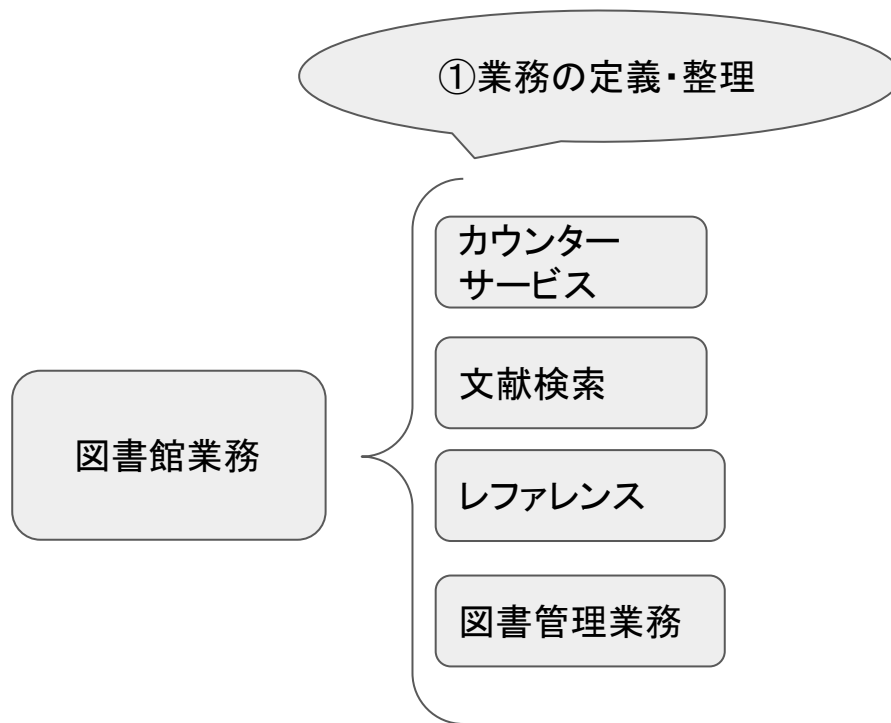 ①業務の定義・整理
カウンター
サービス
文献検索
図書館業務
レファレンス
図書管理業務